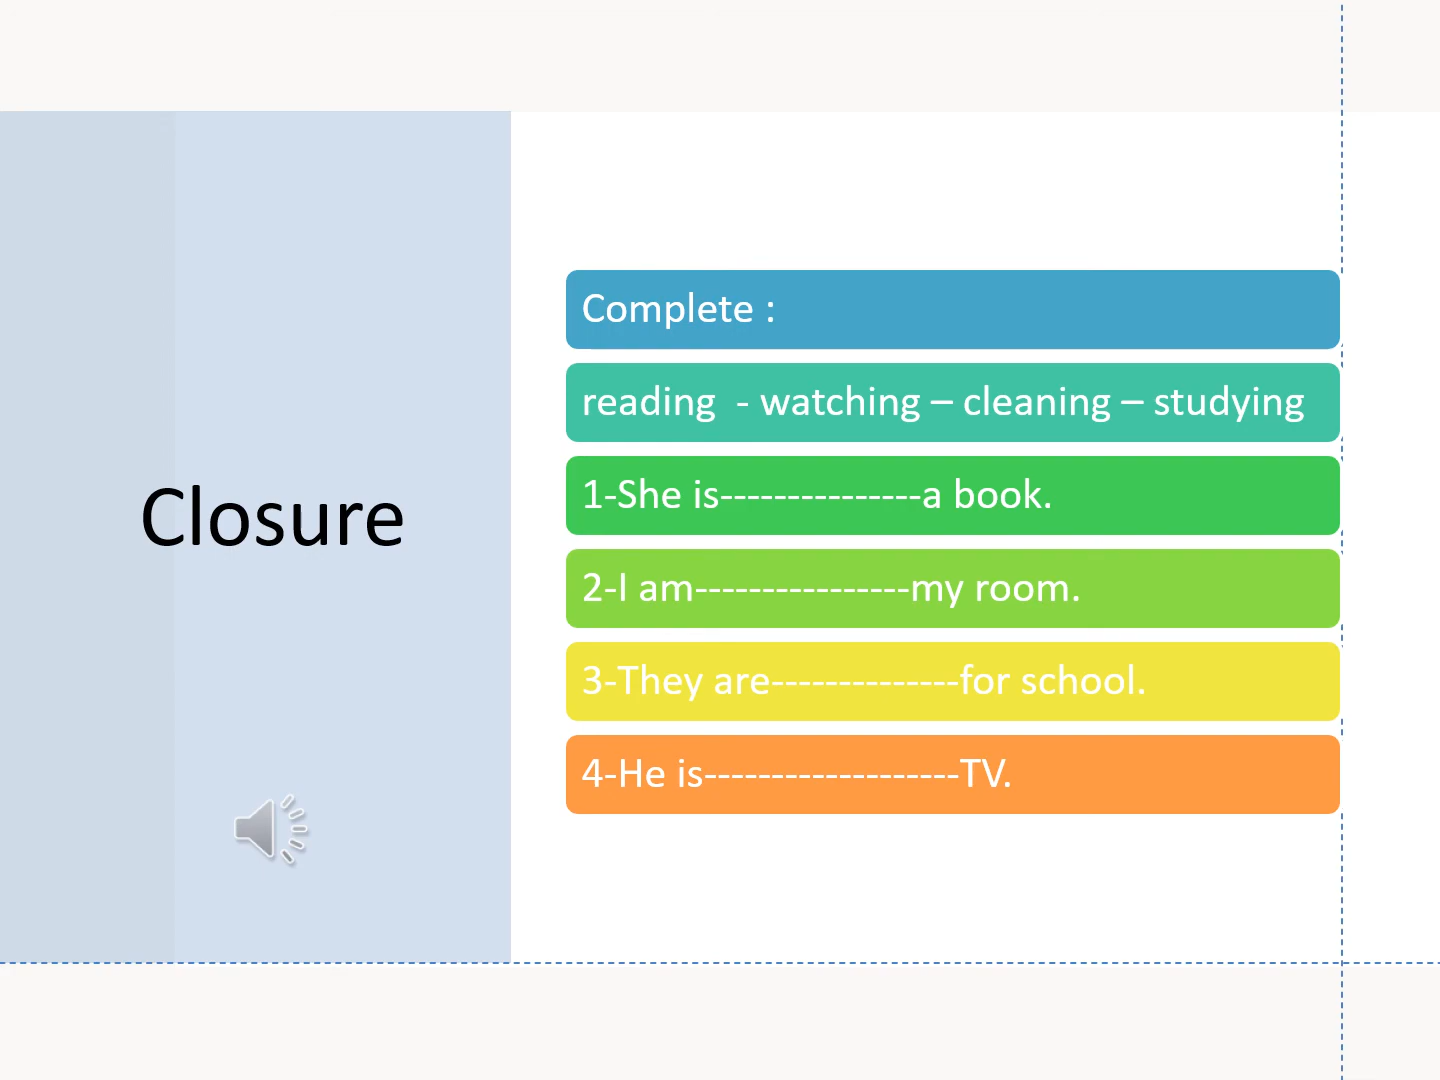 Closure
Complete :
reading  - watching – cleaning – studying
1-She is---------------a book.
2-I am----------------my room.
3-They are--------------for school.
4-He is-------------------TV.